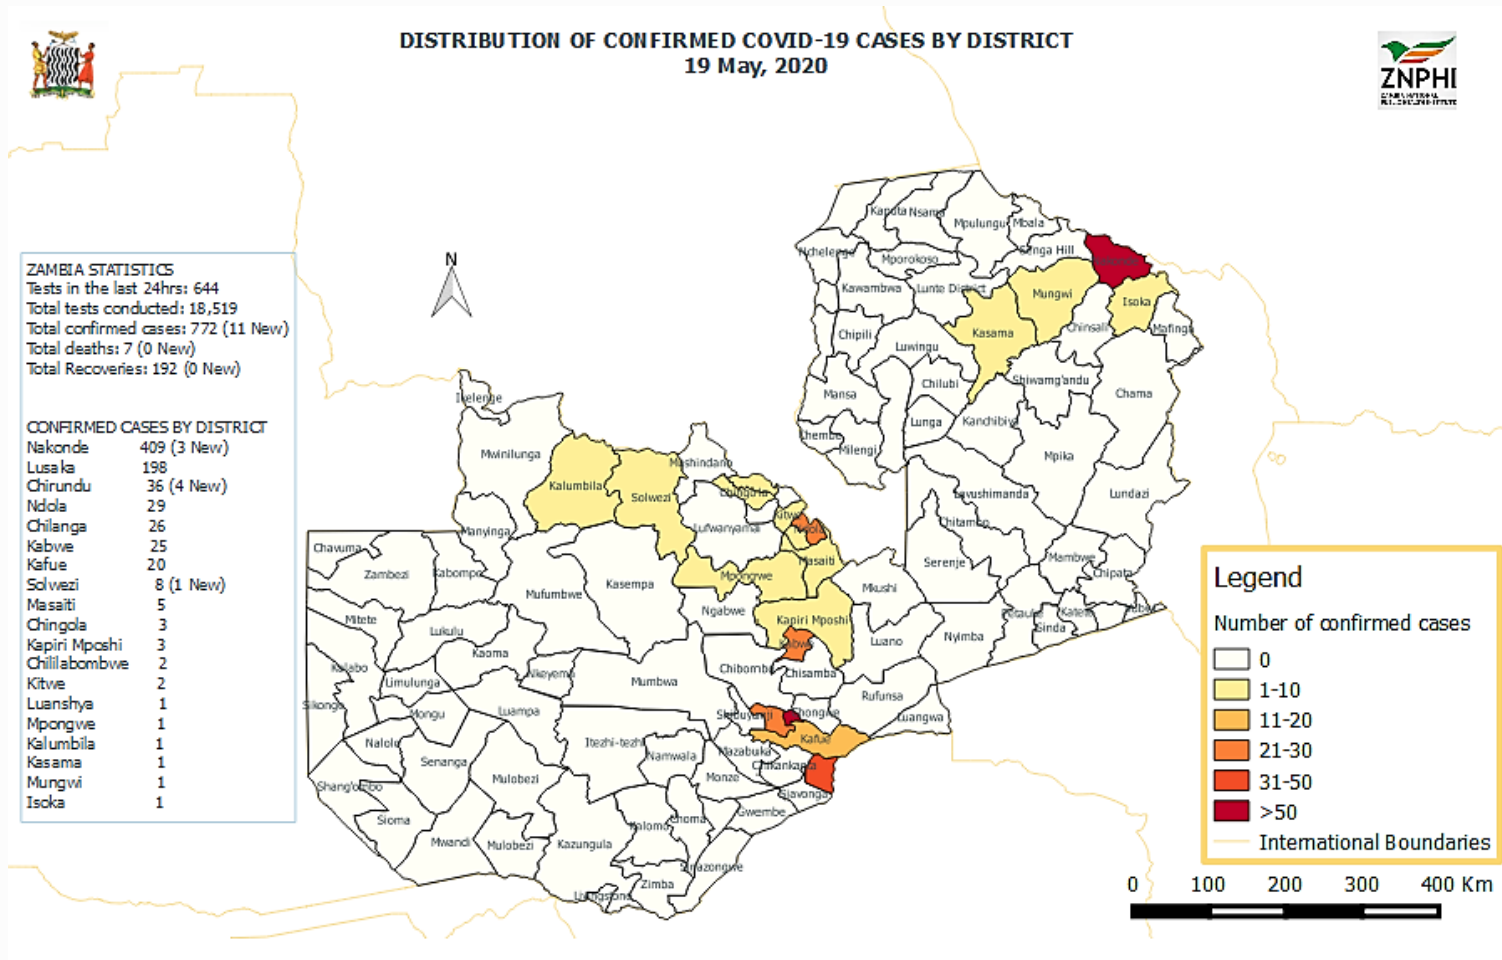 DISTRIBUTION OF CONFIRMED COVID-19 CASES BY DISTRICT
19 May, 2020
ZNPHI
ZAMBIA STATISTICS
Tests in the last 24hrs: 644
Total tests conducted: 18,519
Total confirmed cases: 772 (11 New)
Total deaths: 7 (0 New)
Total Recoveries: 192 (0 New)
CONFIRMED CASES BY DISTRICT
Nakonde 409 (3 New)
Lusaka 198
Chirundu 36 (4 New)
Ndola 29
Chilanga 26
Kabwe 25
Kafue 20
Solwezi 8 (1 New)
Masaiti 5
Chingola 3
Kapiri Mposhi 3
Chililabombwe 2
Kitwe 2
Luanshya 1
Mpongwe 1
Kalumbila 1
Kasama 1
Mungwi 1
Isoka 1
N
Kaputa
Nsama
Mpulungu
Mbala
Nchelenge
Mporokoso
Senga Hill
Kawambwa
Lunte District
Mungwi
Isoka
Chipili
Kasama
Chinsali
Mafinga
Luwingu
Mansa
Chilubi
Shiwamg'andu
Chama
Lunga
Kanchibiya
Chembe
Milengi
Mpika
Lavushimanda
Lundazi
Chitambo
Serenje
Mambwe
Chipata
Petauke
Sinda
Katete
Nyimba
Ikelenge
Mwinilunga
Mushindano
Kalumbila
Solwezi
Chingola
Kitwe
Ndola
Lufwanyama
Manyinga
Masaiti
Chavuma
Zambezi
Kabompo
Mufumbwe
Kasempa
Mpongwe
Mkushi
Ngabwe
Kapiri Mposhi
Mitete
Lukulu
Kabwe
Luano
Kaoma
Kalabo
Limulunga
Nkeyema
Mumbwa
Chibombo
Chisamba
Rufunsa
Sikongo
Mongu
Luampa
Shibuyunji
Chongwe
Luangwa
Nalolo
Senanga
Itezhi-tezhi
Namwala
Mazabuka
Kafue
Chikankanta
Shang'ombo
Mulobezi
Monze
Siavonga
Sioma
Kalomo
Choma
Gwembe
Mwandi
Mulobezi
Kazungula
Sinazongwe
Zimba
Livingstone
Legend
Number of confirmed cases
0
1-10
11-20
21-30
31-50
>50
International Boundaries
0 100 200 300 400 Km